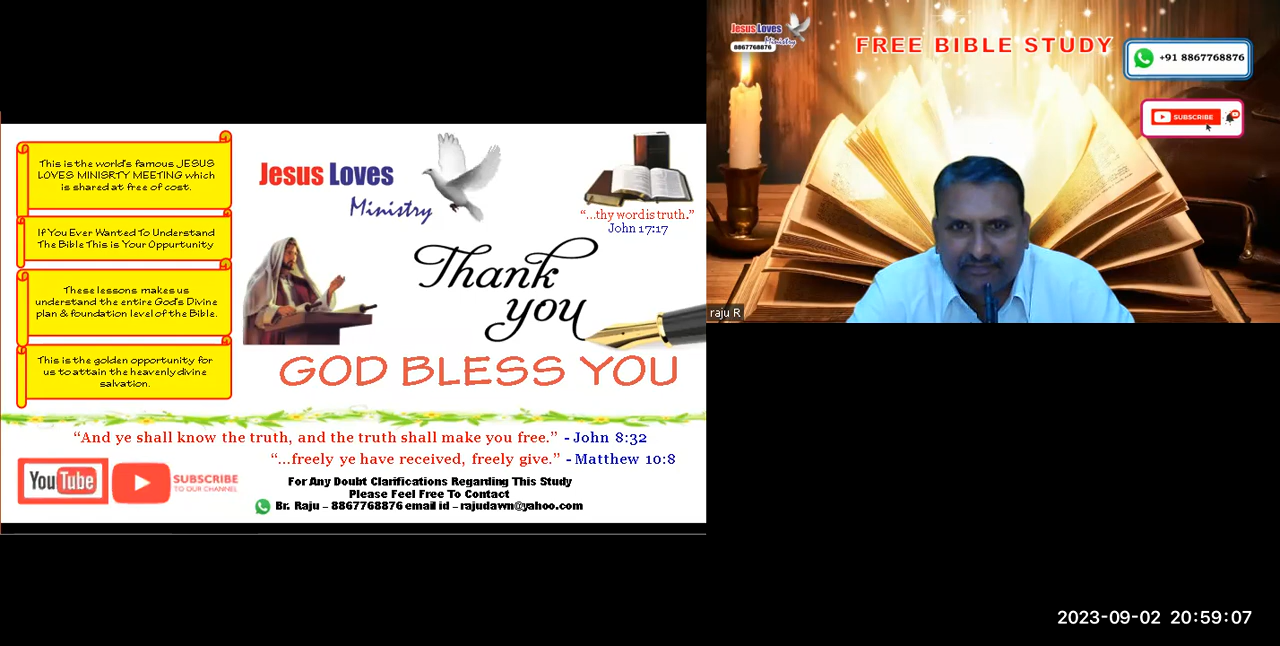 This is the world's famous JESUS
LOVES MINISRTY MEETING which
is shared at free of cost.
If You Ever Wanted To Understand
The Bible This is Your Oppurtunity
These lessons makes us
understand the entire God's Divine
plan & foundation level of the Bible.
This is the golden opportunity for
us to attain the heavenly divine
salvation.
Jesus Loves
Ministry
"...thy word is truth."
John 17:17
Thank
you
GOD BLESS YOU
"And ye shall know the truth, and the truth shall make you free." - John 8:32
"...freely ye have received, freely give." - Matthew 10:8
YouTube
SUBSCRIBE
TO OUR CHANNEL
For Any Doubt Clarifications Regarding This Study
Please Feel Free To Contact
Br. Raju – 8867768876 email id – rajudawn@yahoo.com
Jesus Loves
Ministry
8867768876
FREE BIBLE STUDY
+91 8867768876
SUBSCRIBE
raju R
2023-09-02 20:59:07